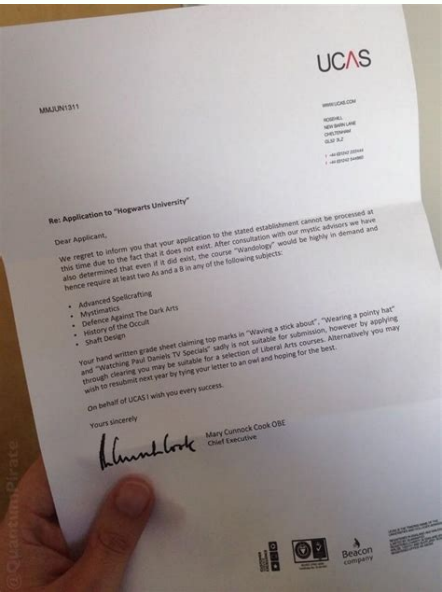 UCAS
MMJUN1311
WWW.UCAS.COM
ROSEHILL
NEW BARN LANE
CHELTENHAM
Re: Application to "Hogwarts University"
Dear Applicant,
We regret to inform you that your application to the stated establishment cannot be processed at
this time due to the fact that it does not exist. After consultation with our mystic advisors we have
also determined that even if it did exist, the course "Wandology" would be highly in demand and
hence require at least two As and a B in any of the following subjects:
• Advanced Spellcrafting
• Mystimatics
• Defence Against The Dark Arts
• History of the Occult
• Shaft Design
Your hand written grade sheet claiming top marks in "Waving a stick about", "Wearing a pointy hat"
and "Watching Paul Daniels TV Specials" sadly is not suitable for submission, however by applying
through clearing you may be suitable for a selection of Liberal Arts courses. Alternatively you may
wish to resubmit next year by tying your letter to an owl and hoping for the best.
On behalf of UCAS I wish you every success.
Yours sincerely
Mary Cunnock Cook OBE
Chief Executive
Beacon
company
@QuantumPirate